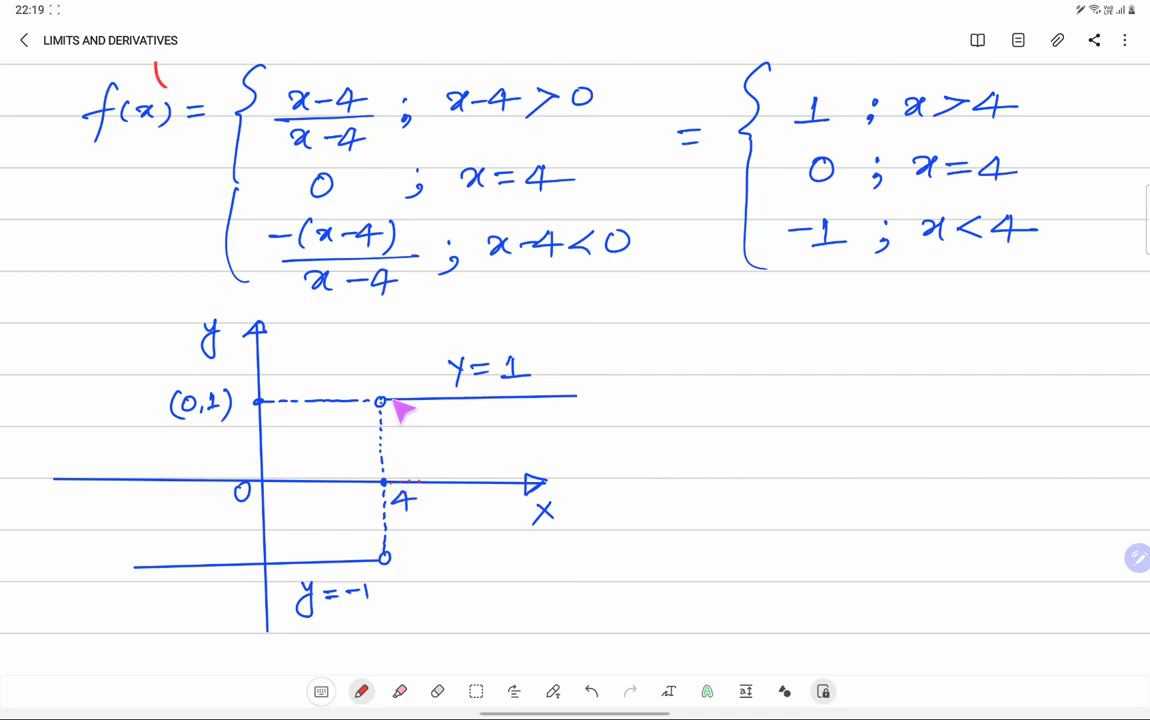 22:19
LIMITS AND DERIVATIVES
f(x) = { (x-4)/(x-4) ; x-4 > 0 = { 1 ; x > 4
0 ; x = 4 0 ; x = 4
-(x-4)/(x-4) ; x-4 < 0 -1 ; x < 4
y
y = 1
(0,1)
0 4
X
y = -1